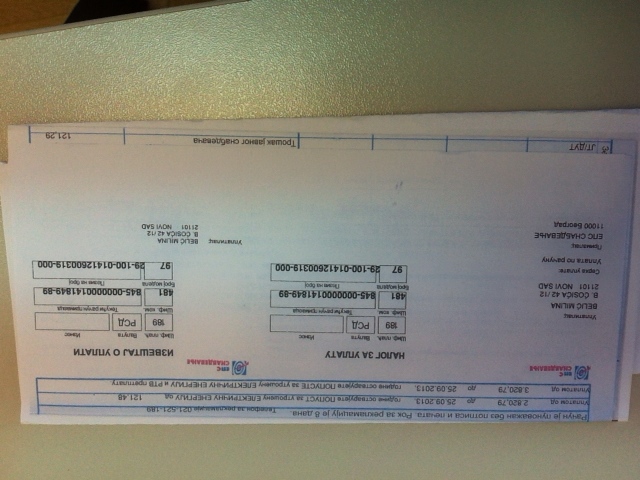 Рачун је пуноважан без потписа и печата. Рок за рекламацију је 8 дана. Телефон за рекламације 021-521-189
Уплатом од 2.820,79 до 25.09.2013. године остварујете ПОПУСТ за утрошену ЕЛЕКТРИЧНУ ЕНЕРГИЈУ од 121,48
Уплатом од 3.820,79 до 25.09.2013. године остварујете ПОПУСТЕ за утрошену ЕЛЕКТРИЧНУ ЕНЕРГИЈУ и РТВ претплату.
ЕПС
СНАБДЕВАЊЕ
НАЛОГ ЗА УПЛАТУ
Уплатилац:
BELIĆ MILINA
B. ĆOSIĆA 42 /12
21101 NOVI SAD
Сврха уплате:
Уплата по рачуну
Прималац:
ЕПС СНАБДЕВАЊЕ
11000 Београд
Шиф. плаћ. Валута Износ
189 РСД
Шиф. ком. Текући рачун примаоца
481 845-0000000141849-89
Број модела Позив на број
97 29-100-01412600319-000
ЕПС
СНАБДЕВАЊЕ
ИЗВЕШТАЈ О УПЛАТИ
Шиф. плаћ. Валута Износ
189 РСД
Шиф. ком. Текући рачун примаоца
481 845-0000000141849-89
Број модела Позив на број
97 29-100-01412600319-000
Уплатилац:
BELIĆ MILINA
B. ĆOSIĆA 42 /12
21101 NOVI SAD
ЈТ/ДУТ Трошак јавног снабдевача 121,29